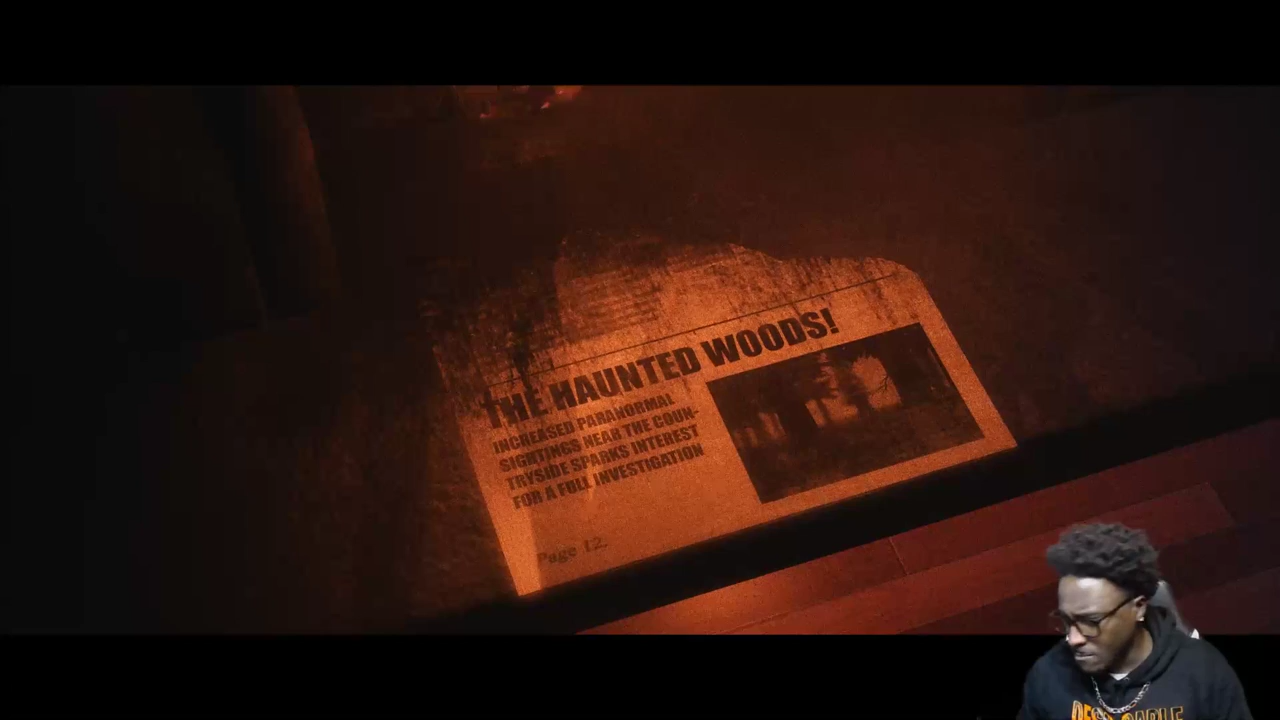 THE HAUNTED WOODS!
INCREASED PARANORMAL
SIGHTINGS NEAR THE COUN-
TRYSIDE SPARKS INTEREST
FOR A FULL INVESTIGATION
Page 12.